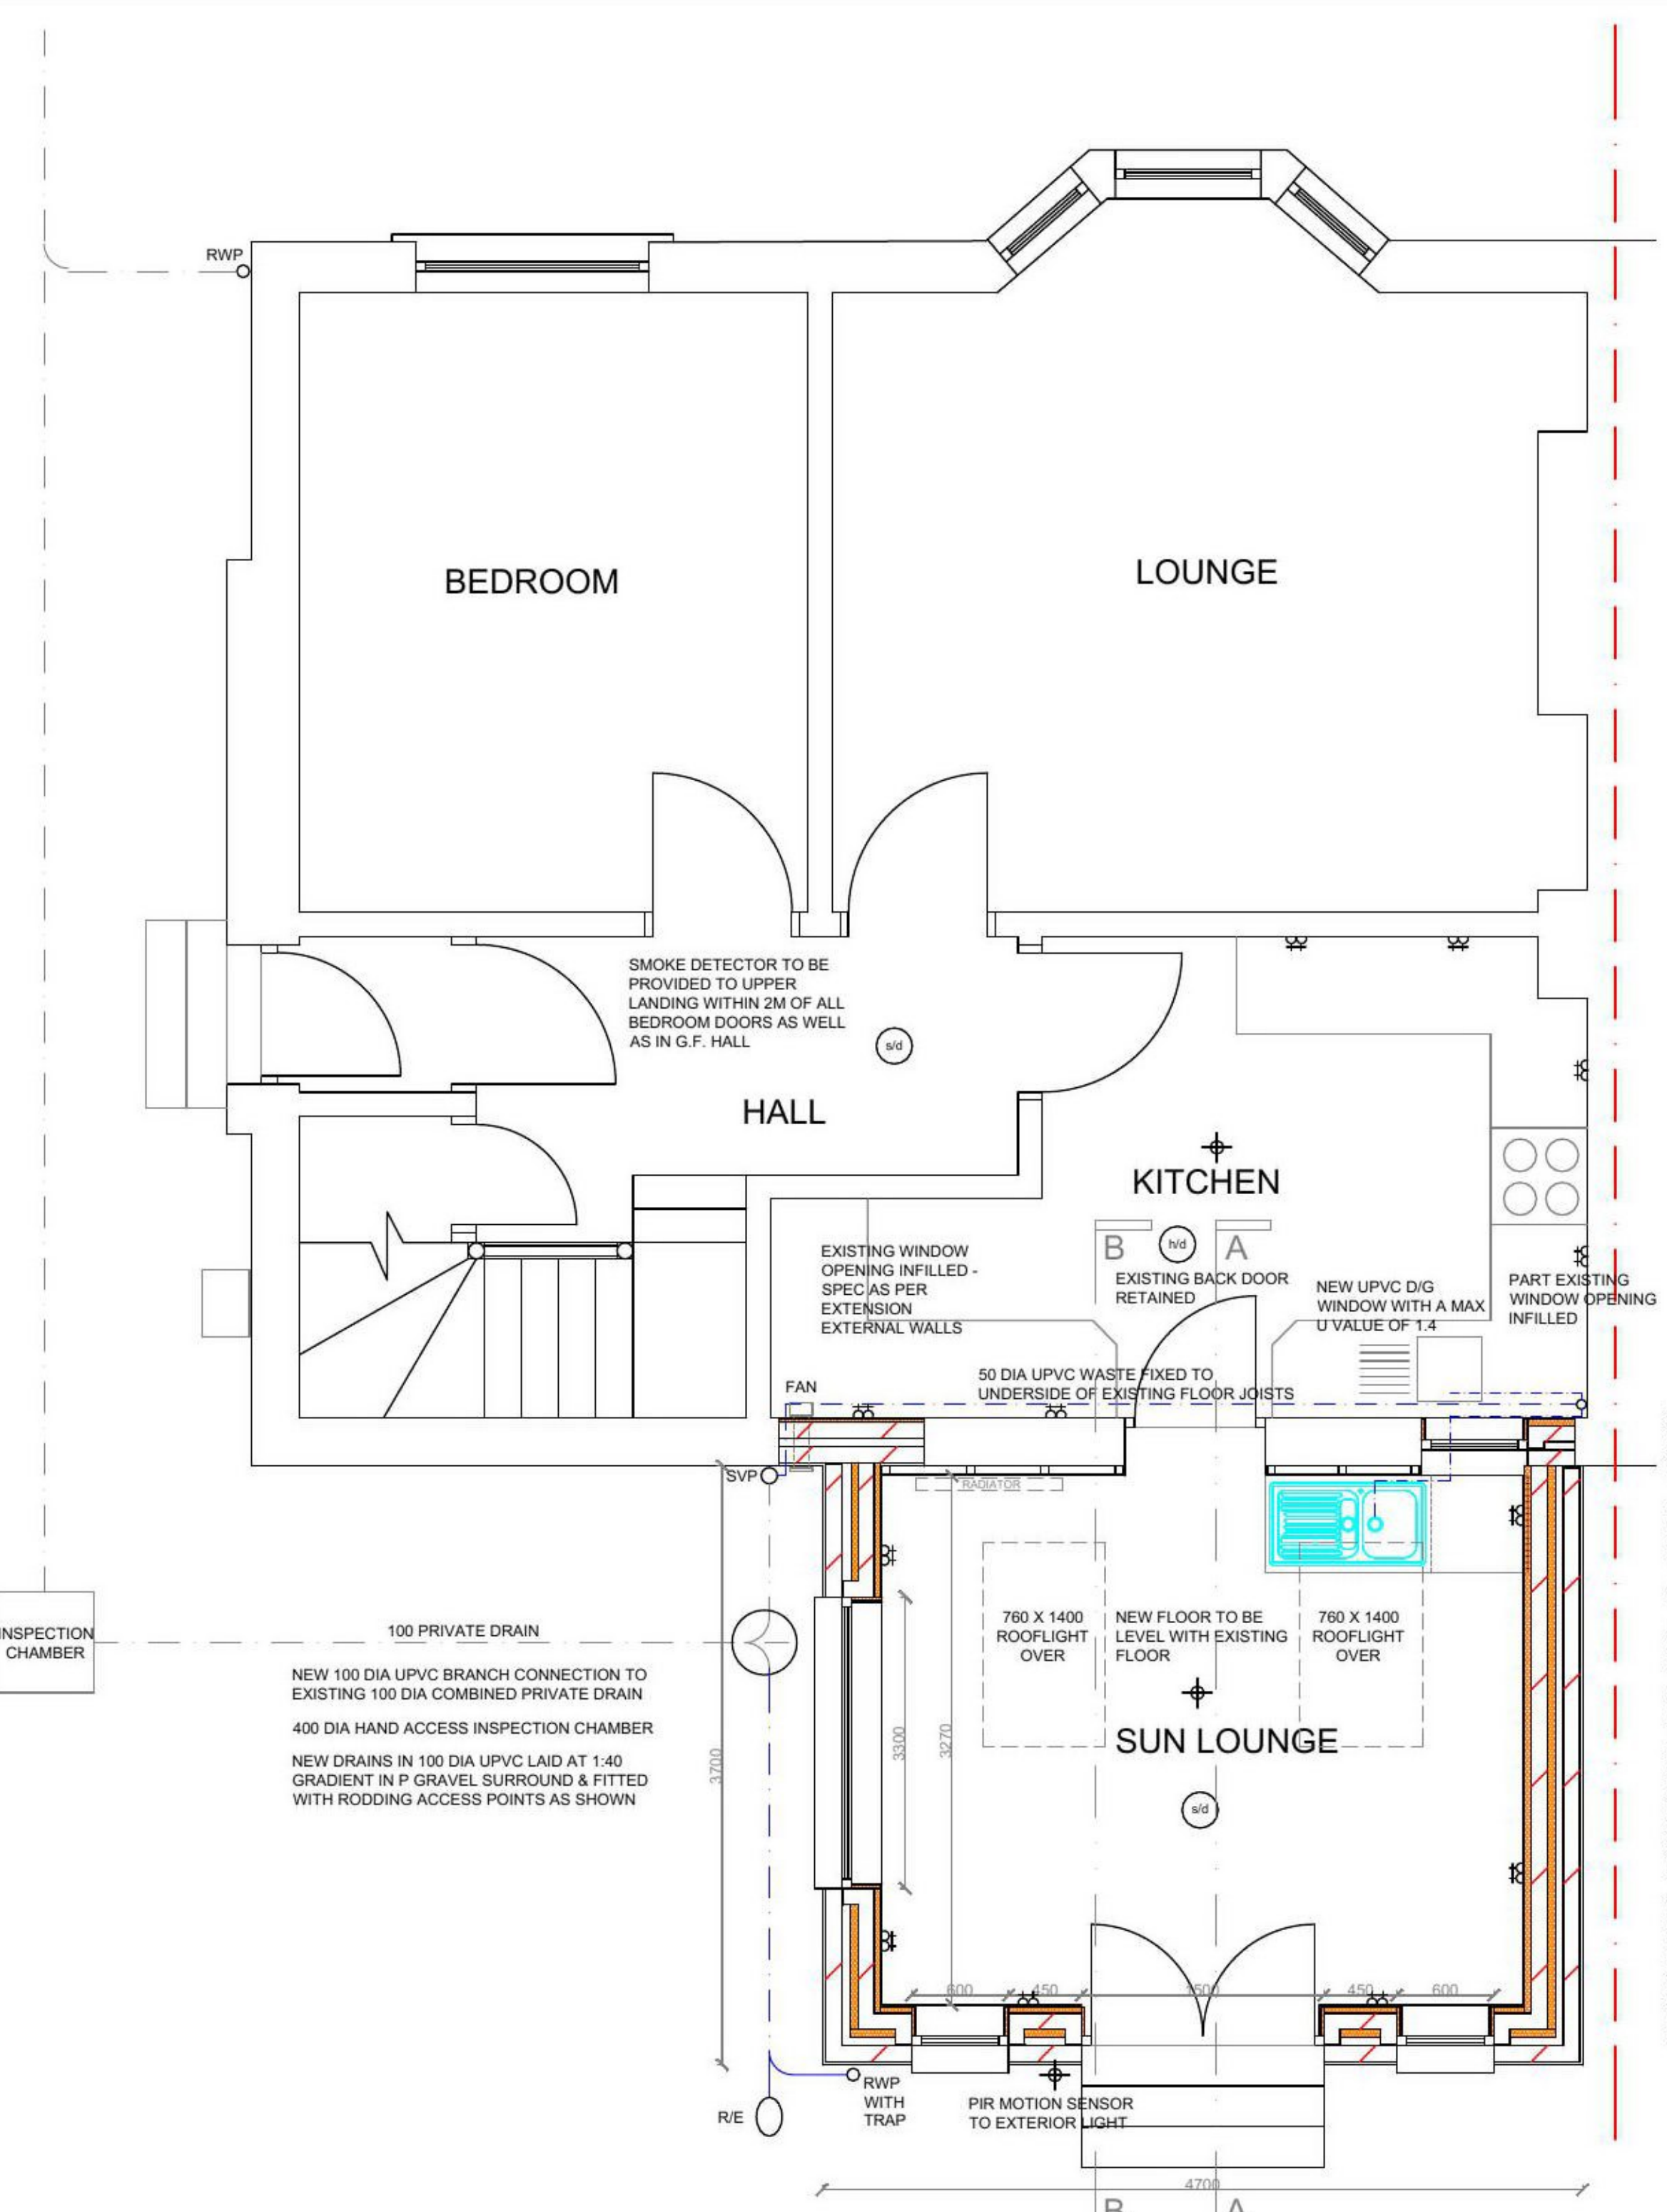 RWP
BEDROOM
LOUNGE
SMOKE DETECTOR TO BE
PROVIDED TO UPPER
LANDING WITHIN 2M OF ALL
BEDROOM DOORS AS WELL
AS IN G.F. HALL
s/d
HALL
KITCHEN
B
h/d
A
EXISTING WINDOW
OPENING INFILLED -
SPEC AS PER
EXTENSION
EXTERNAL WALLS
EXISTING BACK DOOR
RETAINED
NEW UPVC D/G
WINDOW WITH A MAX
U VALUE OF 1.4
PART EXISTING
WINDOW OPENING
INFILLED
FAN
50 DIA UPVC WASTE FIXED TO
UNDERSIDE OF EXISTING FLOOR JOISTS
SVP
RADIATOR
INSPECTION
CHAMBER
100 PRIVATE DRAIN
NEW 100 DIA UPVC BRANCH CONNECTION TO
EXISTING 100 DIA COMBINED PRIVATE DRAIN
400 DIA HAND ACCESS INSPECTION CHAMBER
NEW DRAINS IN 100 DIA UPVC LAID AT 1:40
GRADIENT IN P GRAVEL SURROUND & FITTED
WITH RODDING ACCESS POINTS AS SHOWN
760 X 1400
ROOFLIGHT
OVER
NEW FLOOR TO BE
LEVEL WITH EXISTING
FLOOR
760 X 1400
ROOFLIGHT
OVER
3700
3300
3270
SUN LOUNGE
s/d
600
450
1500
450
600
RWP
WITH
TRAP
R/E
PIR MOTION SENSOR
TO EXTERIOR LIGHT
4700
B
A